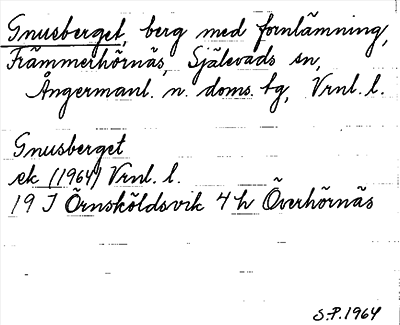 Gnusberget, berg med fornlämning,
Främmerhörnäs, Själevads sn,
Ångermanl. n. doms. tg, Vrnl. l.
Gnusberget
ek (1964) Vrnl. l.
19 I Örnsköldsvik 4 h Överhörnäs
S.P. 1964